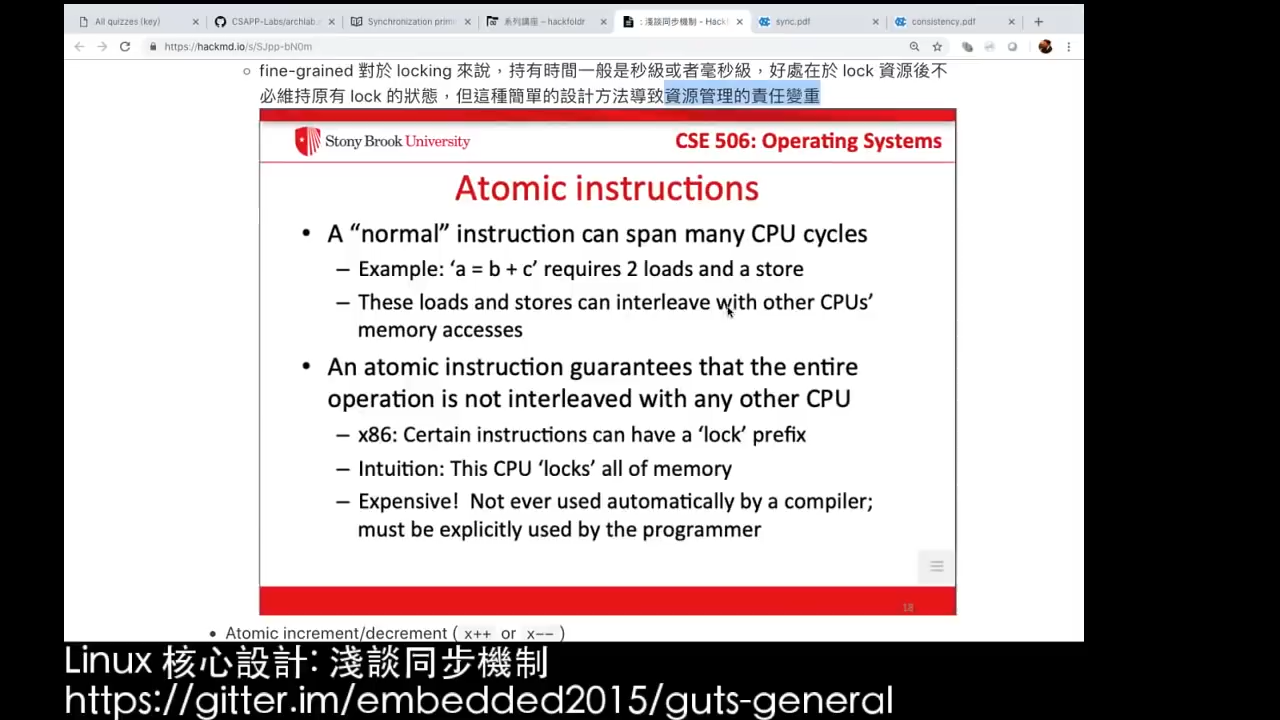 All quizzes (key)
CSAPP-Labs/archlab
Synchronization prim
系列講座 – hackfoldr
: 淺談同步機制 - Hack
sync.pdf
consistency.pdf
https://hackmd.io/s/SJpp-bN0m
fine-grained 對於 locking 來說，持有時間一般是秒級或者毫秒級，好處在於 lock 資源後不
必維持原有 lock 的狀態，但這種簡單的設計方法導致資源管理的責任變重
Stony Brook University
CSE 506: Operating Systems
Atomic instructions
• A “normal” instruction can span many CPU cycles
– Example: ‘a = b + c’ requires 2 loads and a store
– These loads and stores can interleave with other CPUs’
memory accesses
• An atomic instruction guarantees that the entire
operation is not interleaved with any other CPU
– x86: Certain instructions can have a ‘lock’ prefix
– Intuition: This CPU ‘locks’ all of memory
– Expensive! Not ever used automatically by a compiler;
must be explicitly used by the programmer
18
• Atomic increment/decrement ( x++ or x-- )
Linux 核心設計: 淺談同步機制
https://gitter.im/embedded2015/guts-general